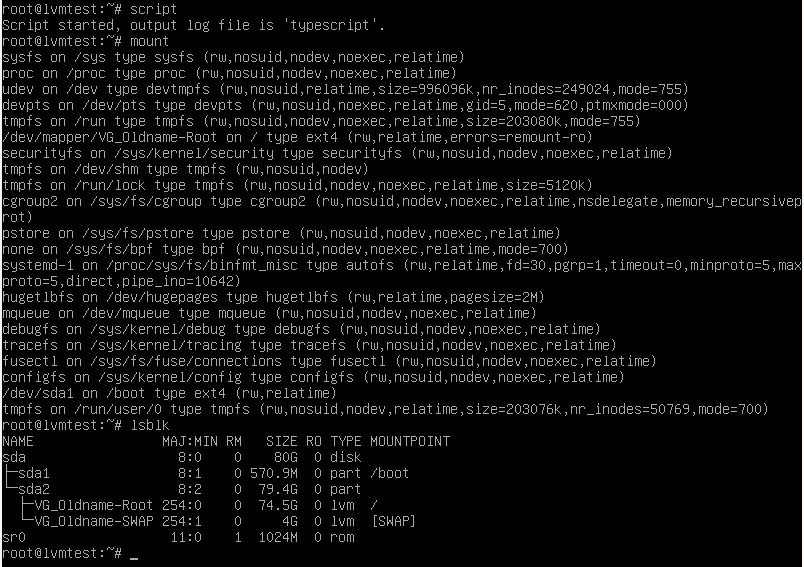 root@lvmtest:~# script
Script started, output log file is 'typescript'.
root@lvmtest:~# mount
sysfs on /sys type sysfs (rw,nosuid,nodev,noexec,relatime)
proc on /proc type proc (rw,nosuid,nodev,noexec,relatime)
udev on /dev type devtmpfs (rw,nosuid,relatime,size=996096k,nr_inodes=249024,mode=755)
devpts on /dev/pts type devpts (rw,nosuid,noexec,relatime,gid=5,mode=620,ptmxmode=000)
tmpfs on /run type tmpfs (rw,nosuid,nodev,noexec,relatime,size=203080k,mode=755)
/dev/mapper/VG_Oldname-Root on / type ext4 (rw,relatime,errors=remount-ro)
securityfs on /sys/kernel/security type securityfs (rw,nosuid,nodev,noexec,relatime)
tmpfs on /dev/shm type tmpfs (rw,nosuid,nodev)
tmpfs on /run/lock type tmpfs (rw,nosuid,nodev,noexec,relatime,size=5120k)
cgroup2 on /sys/fs/cgroup type cgroup2 (rw,nosuid,nodev,noexec,relatime,nsdelegate,memory_recursivep
rot)
pstore on /sys/fs/pstore type pstore (rw,nosuid,nodev,noexec,relatime)
none on /sys/fs/bpf type bpf (rw,nosuid,nodev,noexec,relatime,mode=700)
systemd-1 on /proc/sys/fs/binfmt_misc type autofs (rw,relatime,fd=30,pgrp=1,timeout=0,minproto=5,max
proto=5,direct,pipe_ino=10642)
hugetlbfs on /dev/hugepages type hugetlbfs (rw,relatime,pagesize=2M)
mqueue on /dev/mqueue type mqueue (rw,nosuid,nodev,noexec,relatime)
debugfs on /sys/kernel/debug type debugfs (rw,nosuid,nodev,noexec,relatime)
tracefs on /sys/kernel/tracing type tracefs (rw,nosuid,nodev,noexec,relatime)
fusectl on /sys/fs/fuse/connections type fusectl (rw,nosuid,nodev,noexec,relatime)
configfs on /sys/kernel/config type configfs (rw,nosuid,nodev,noexec,relatime)
/dev/sda1 on /boot type ext4 (rw,relatime)
tmpfs on /run/user/0 type tmpfs (rw,nosuid,nodev,relatime,size=203076k,nr_inodes=50769,mode=700)
root@lvmtest:~# lsblk
NAME                MAJ:MIN RM   SIZE RO TYPE MOUNTPOINT
sda                   8:0    0    80G  0 disk
├─sda1                8:1    0 570.9M  0 part /boot
└─sda2                8:2    0  79.4G  0 part
  ├─VG_Oldname-Root 254:0    0  74.5G  0 lvm  /
  └─VG_Oldname-SWAP 254:1    0     4G  0 lvm  [SWAP]
sr0                  11:0    1  1024M  0 rom
root@lvmtest:~# _